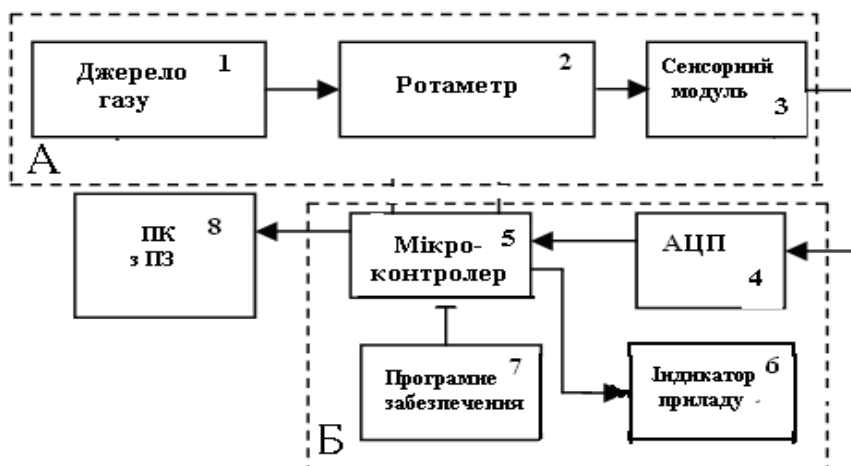 Джерело
газу
1
Ротаметр
2
Сенсорний
модуль
3
А
ПК
з ПЗ
8
Мікро-
контролер
5
АЦП
4
Програмне
забезпечення
7
Індикатор
приладу
6
Б